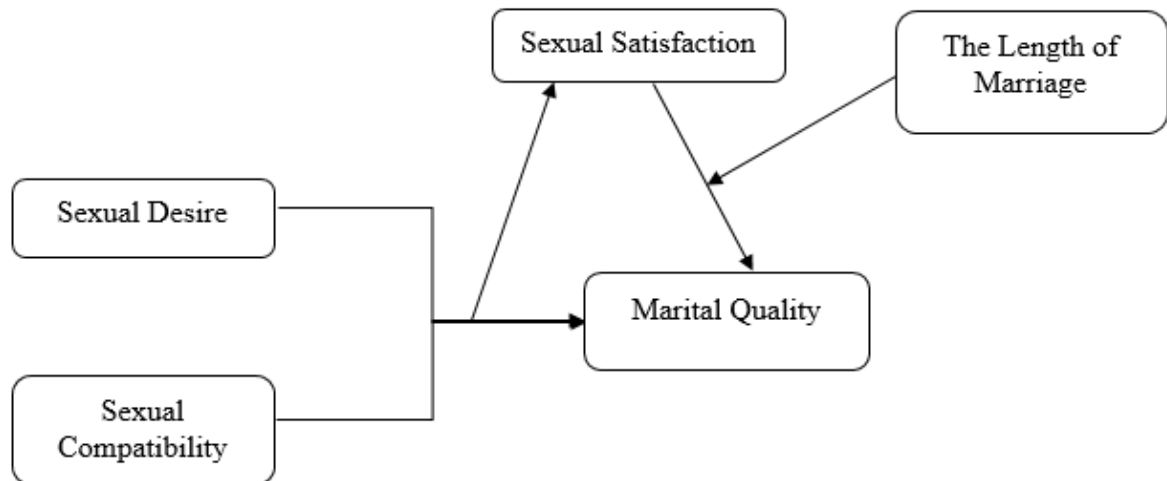 Sexual Satisfaction
The Length of
Marriage
Sexual Desire
Marital Quality
Sexual
Compatibility